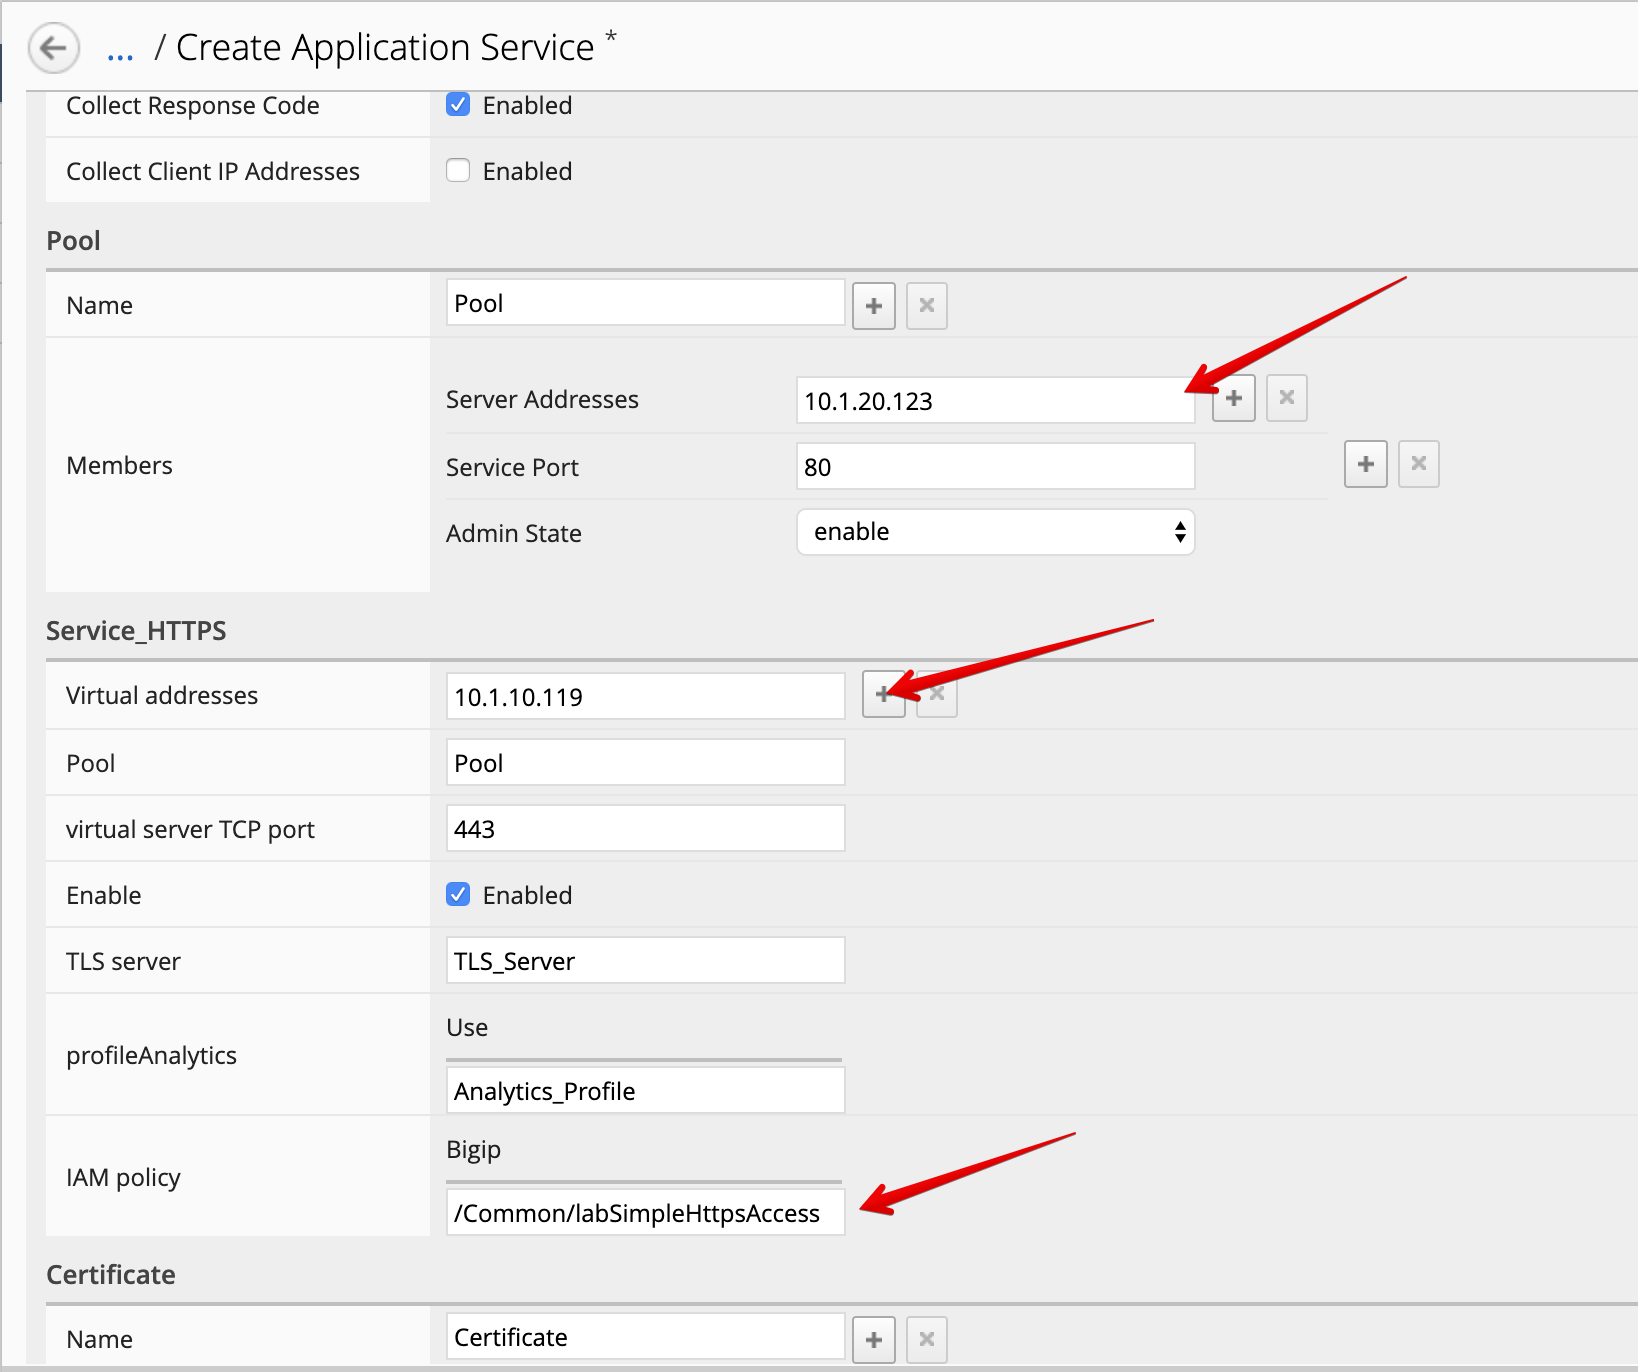 ... / Create Application Service *
Collect Response Code Enabled
Collect Client IP Addresses Enabled
Pool
Name Pool
Members
Server Addresses 10.1.20.123
Service Port 80
Admin State enable
Service_HTTPS
Virtual addresses 10.1.10.119
Pool Pool
virtual server TCP port 443
Enable Enabled
TLS server TLS_Server
profileAnalytics
Use
Analytics_Profile
IAM policy
Bigip
/Common/labSimpleHttpsAccess
Certificate
Name Certificate